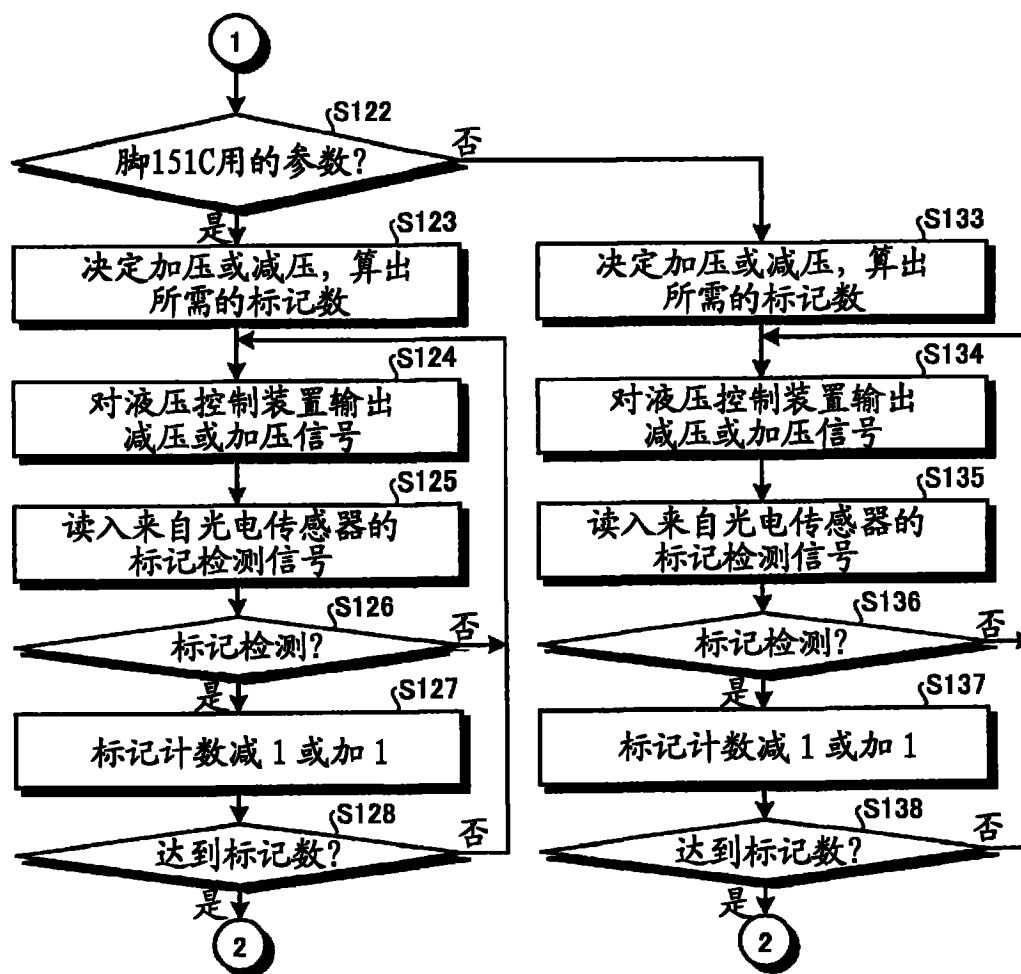 1
S122
脚151C用的参数?
否
是
S123
决定加压或减压，算出
所需的标记数
S124
对液压控制装置输出
减压或加压信号
S125
读入来自光电传感器的
标记检测信号
S126
标记检测?
否
是
S127
标记计数减1或加1
S128
达到标记数?
否
是
2
S133
决定加压或减压，算出
所需的标记数
S134
对液压控制装置输出
减压或加压信号
S135
读入来自光电传感器的
标记检测信号
S136
标记检测?
否
是
S137
标记计数减1或加1
S138
达到标记数?
否
是
2